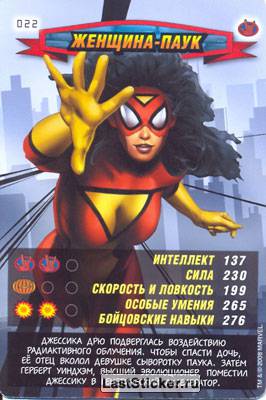 022
ЖЕНЩИНА-ПАУК
ИНТЕЛЛЕКТ 137
СИЛА 230
СКОРОСТЬ И ЛОВКОСТЬ 199
ОСОБЫЕ УМЕНИЯ 265
БОЙЦОВСКИЕ НАВЫКИ 276
ДЖЕССИКА ДРЮ ПОДВЕРГЛАСЬ ВОЗДЕЙСТВИЮ
РАДИАКТИВНОГО ОБЛУЧЕНИЯ. ЧТОБЫ СПАСТИ ДОЧЬ,
ЕЁ ОТЕЦ ВКОЛОЛ ДЕВУШКЕ СЫВОРОТКУ ПАУКА. ЗАТЕМ
ГЕРБЕРТ УИНДЭМ, ВЫСШИЙ ЭВОЛЮЦИОНЕР, ПОМЕСТИЛ
ДЖЕССИКУ В
LastSticker.ru
TM & © 2008 MARVEL